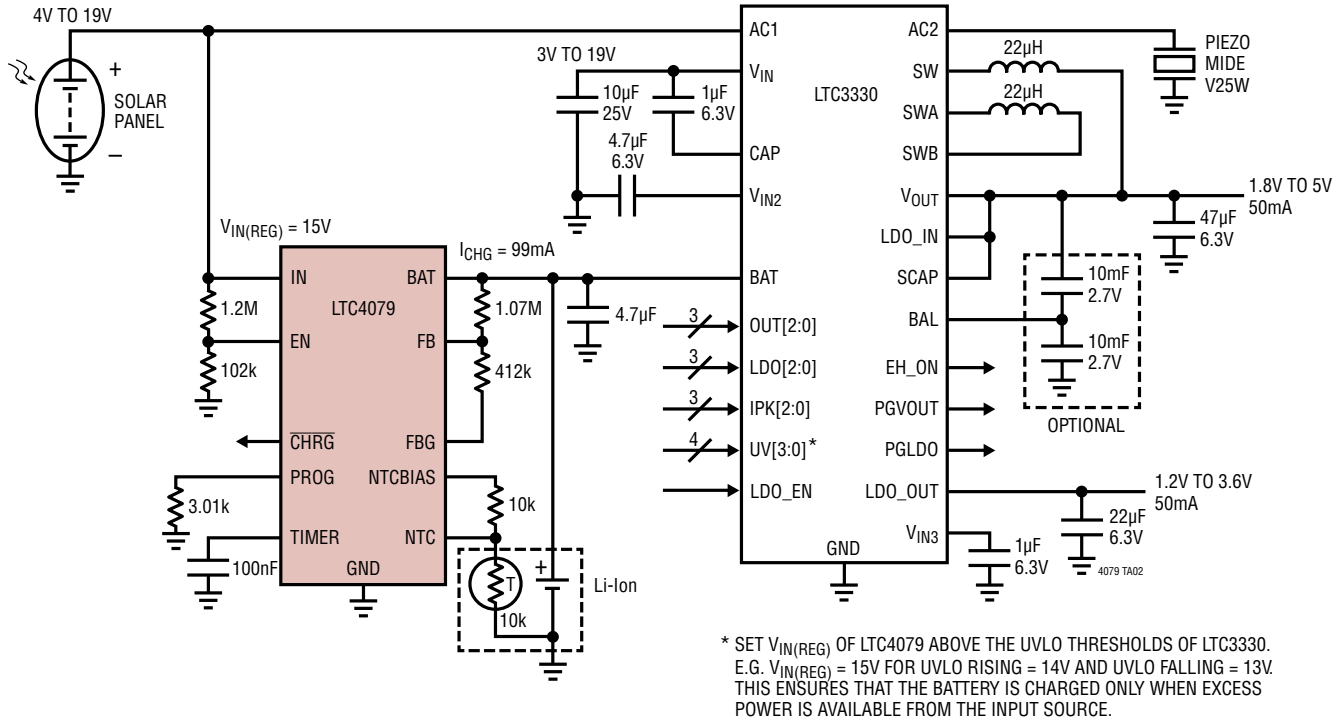 4V TO 19V
+
SOLAR
PANEL
–
3V TO 19V
10µF
25V
1µF
6.3V
4.7µF
6.3V
AC1
VIN
CAP
VIN2
BAT
OUT[2:0]
LDO[2:0]
IPK[2:0]
UV[3:0]*
LDO_EN
3
3
3
4
LTC3330
GND
AC2
SW
SWA
SWB
VOUT
LDO_IN
SCAP
BAL
EH_ON
PGVOUT
PGLDO
LDO_OUT
VIN3
22µH
22µH
PIEZO
MIDE
V25W
1.8V TO 5V
50mA
47µF
6.3V
10mF
2.7V
10mF
2.7V
OPTIONAL
1.2V TO 3.6V
50mA
22µF
6.3V
1µF
6.3V
4079 TA02
VIN(REG) = 15V
ICHG = 99mA
IN
EN
CHRG
PROG
TIMER
LTC4079
GND
BAT
FB
FBG
NTCBIAS
NTC
1.2M
102k
3.01k
100nF
1.07M
412k
4.7µF
10k
T
10k
+
Li-Ion
* SET VIN(REG) OF LTC4079 ABOVE THE UVLO THRESHOLDS OF LTC3330.
E.G. VIN(REG) = 15V FOR UVLO RISING = 14V AND UVLO FALLING = 13V.
THIS ENSURES THAT THE BATTERY IS CHARGED ONLY WHEN EXCESS
POWER IS AVAILABLE FROM THE INPUT SOURCE.